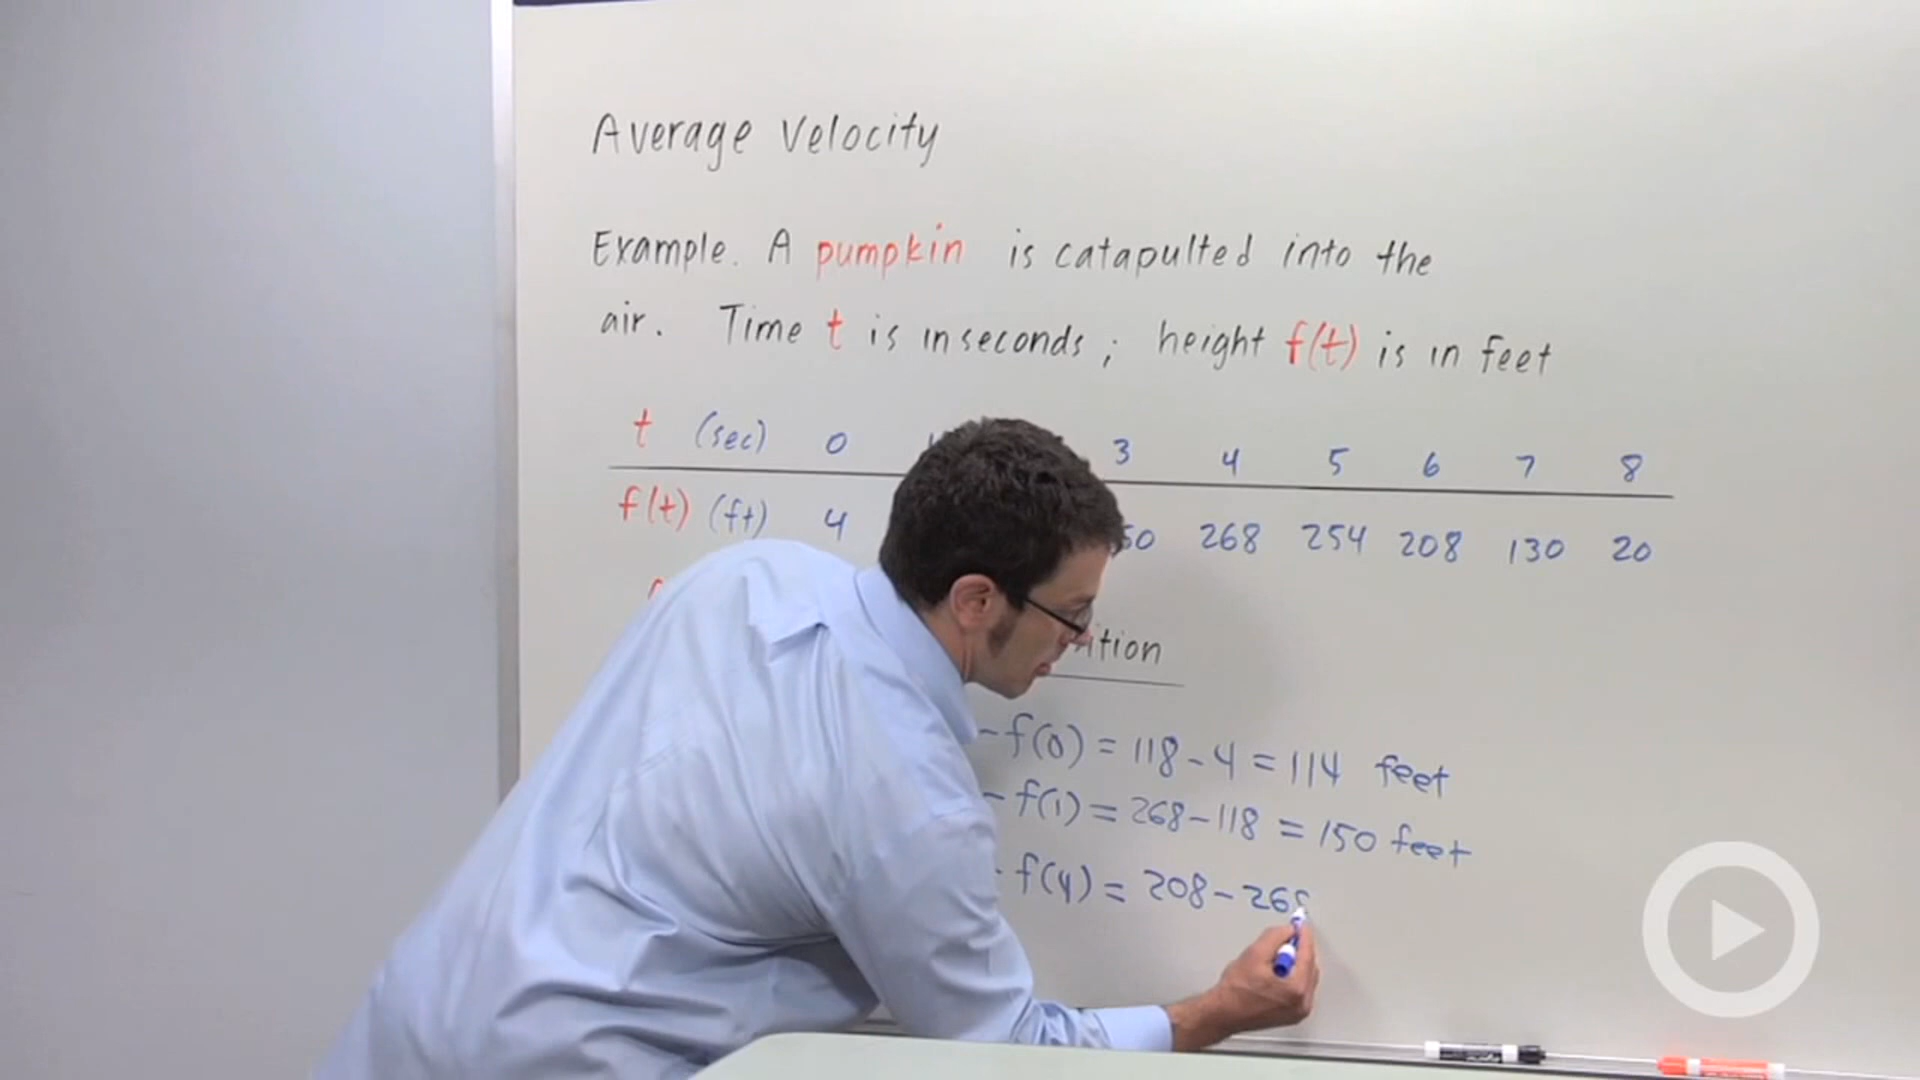 Average Velocity
Example. A pumpkin is catapulted into the
air. Time t is in seconds; height f(t) is in feet
t (sec) 0 3 4 5 6 7 8
f(t) (ft) 4 50 268 254 208 130 20
ition
- f(0) = 118 - 4 = 114 feet
- f(1) = 268 - 118 = 150 feet
- f(4) = 208 - 268